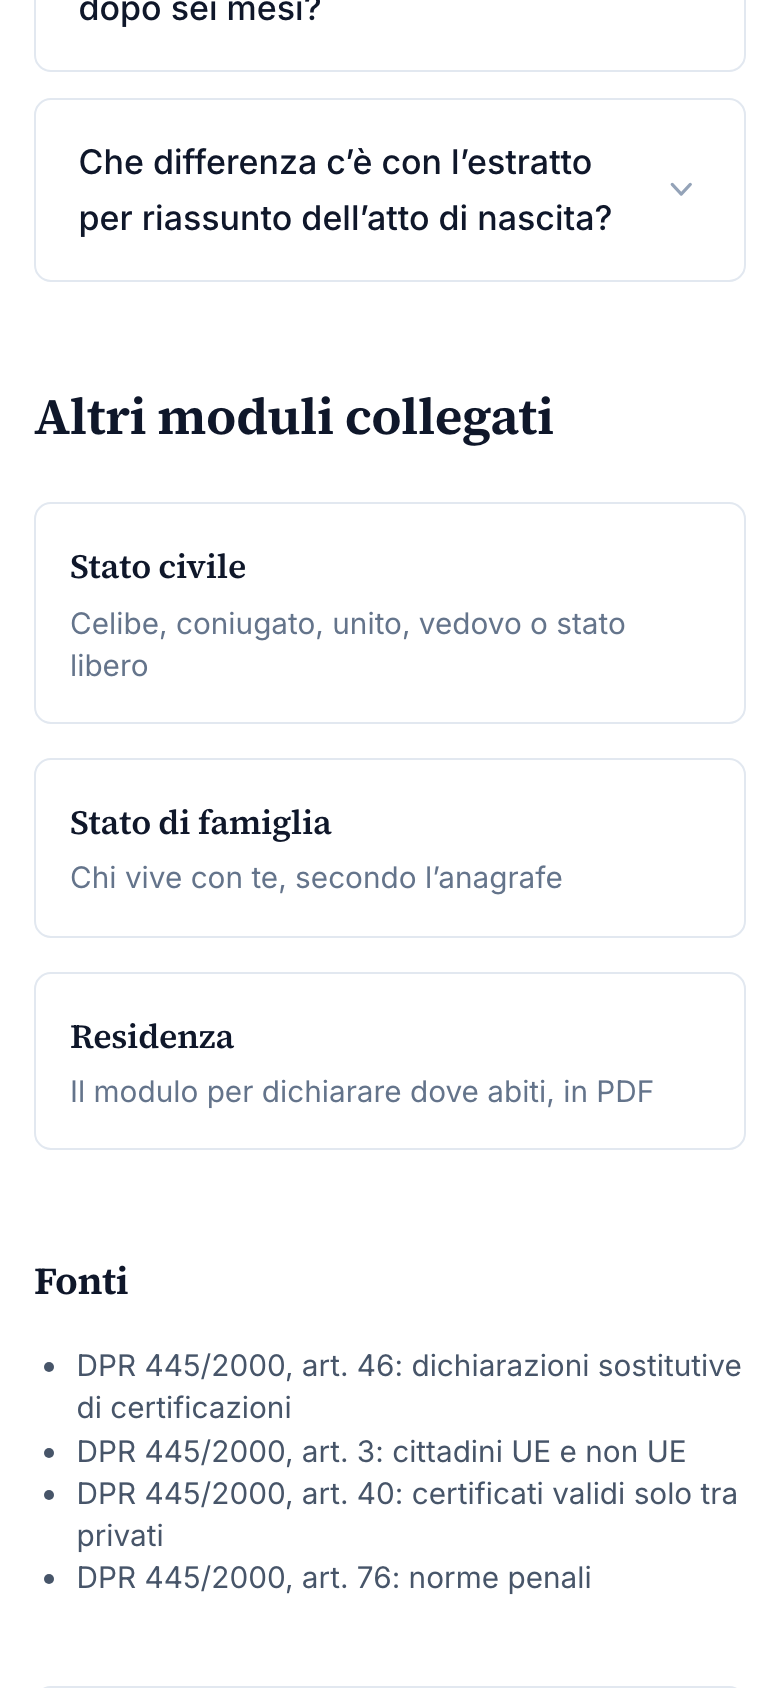 dopo sei mesi?
Che differenza c’è con l’estratto
per riassunto dell’atto di nascita?
Altri moduli collegati
Stato civile
Celibe, coniugato, unito, vedovo o stato
libero
Stato di famiglia
Chi vive con te, secondo l’anagrafe
Residenza
Il modulo per dichiarare dove abiti, in PDF
Fonti
• DPR 445/2000, art. 46: dichiarazioni sostitutive
di certificazioni
• DPR 445/2000, art. 3: cittadini UE e non UE
• DPR 445/2000, art. 40: certificati validi solo tra
privati
• DPR 445/2000, art. 76: norme penali